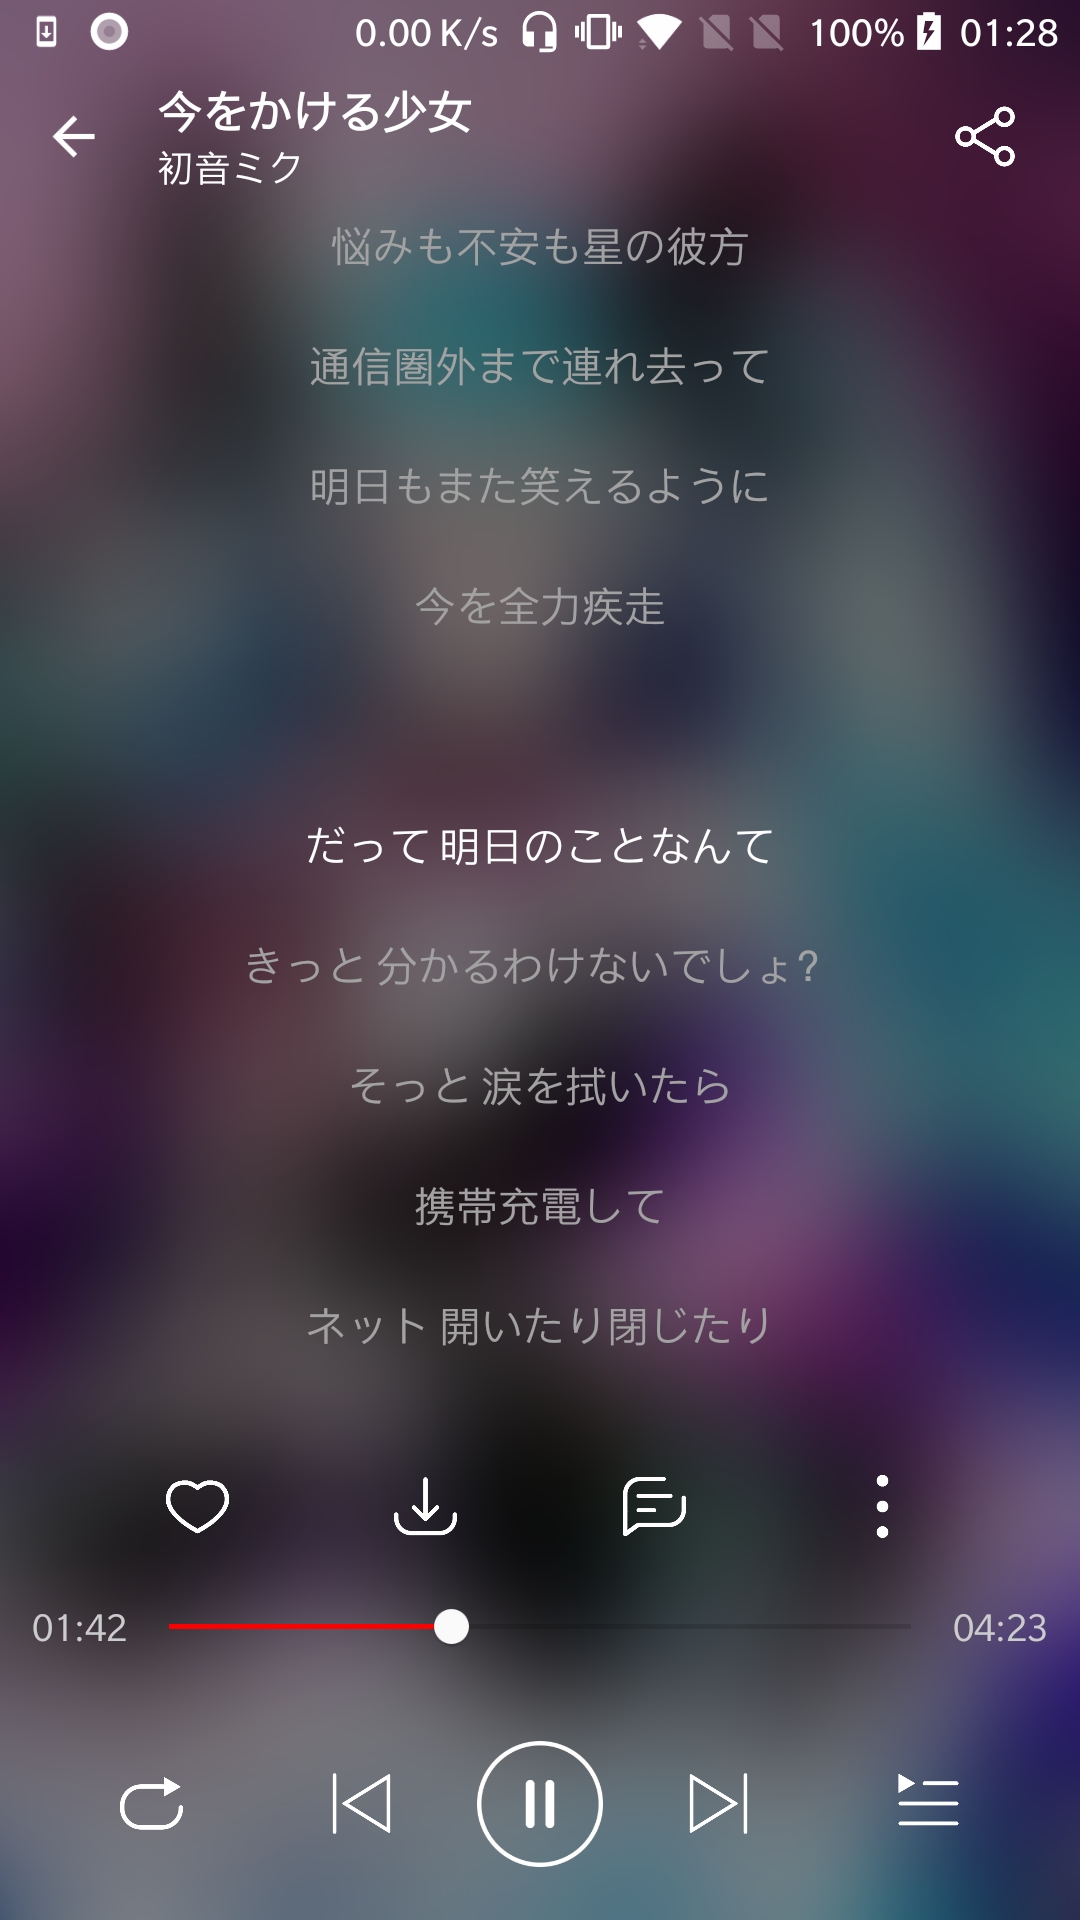 0.00 K/s 100% 01:28
今をかける少女
初音ミク
悩みも不安も星の彼方
通信圏外まで連れ去って
明日もまた笑えるように
今を全力疾走
だって 明日のことなんて
きっと 分かるわけないでしょ?
そっと 涙を拭いたら
携帯充電して
ネット 開いたり閉じたり
01:42 04:23